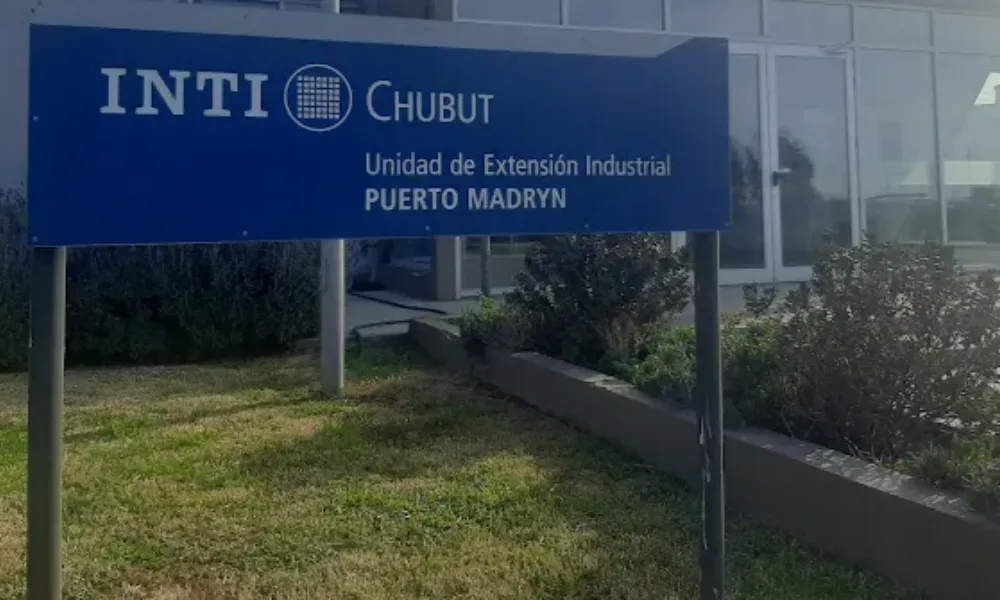 INTI CHUBUT
Unidad de Extensión Industrial
PUERTO MADRYN